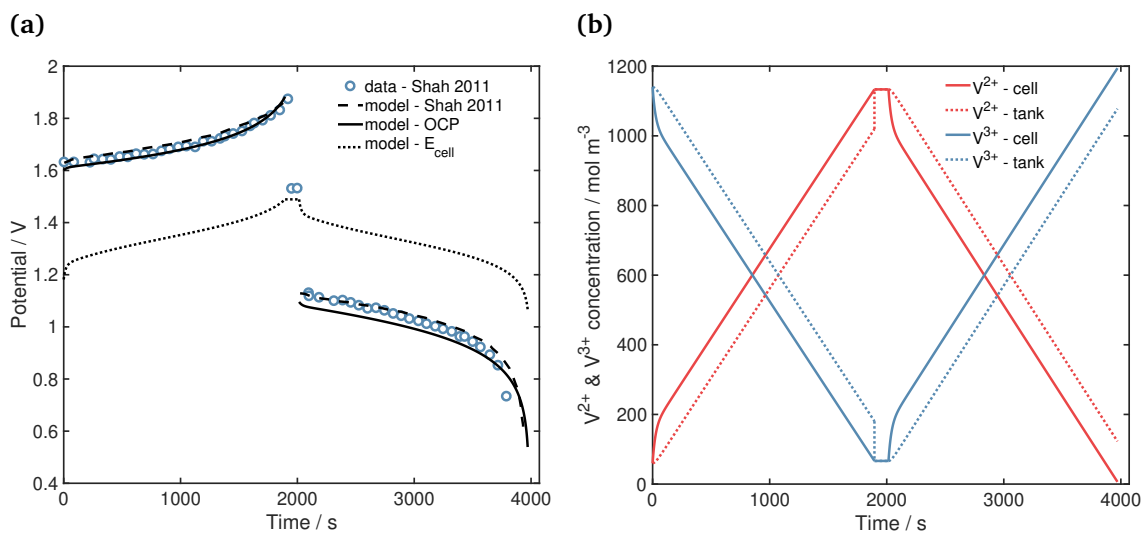 (a)
2
1.8
1.6
1.4
1.2
1
0.8
0.6
0.4
0
1000
2000
3000
4000
Potential / V
Time / s
data - Shah 2011
model - Shah 2011
model - OCP
model - E_cell
(b)
1200
1000
800
600
400
200
0
0
1000
2000
3000
4000
V²⁺ & V³⁺ concentration / mol m⁻³
Time / s
V²⁺ - cell
V²⁺ - tank
V³⁺ - cell
V³⁺ - tank